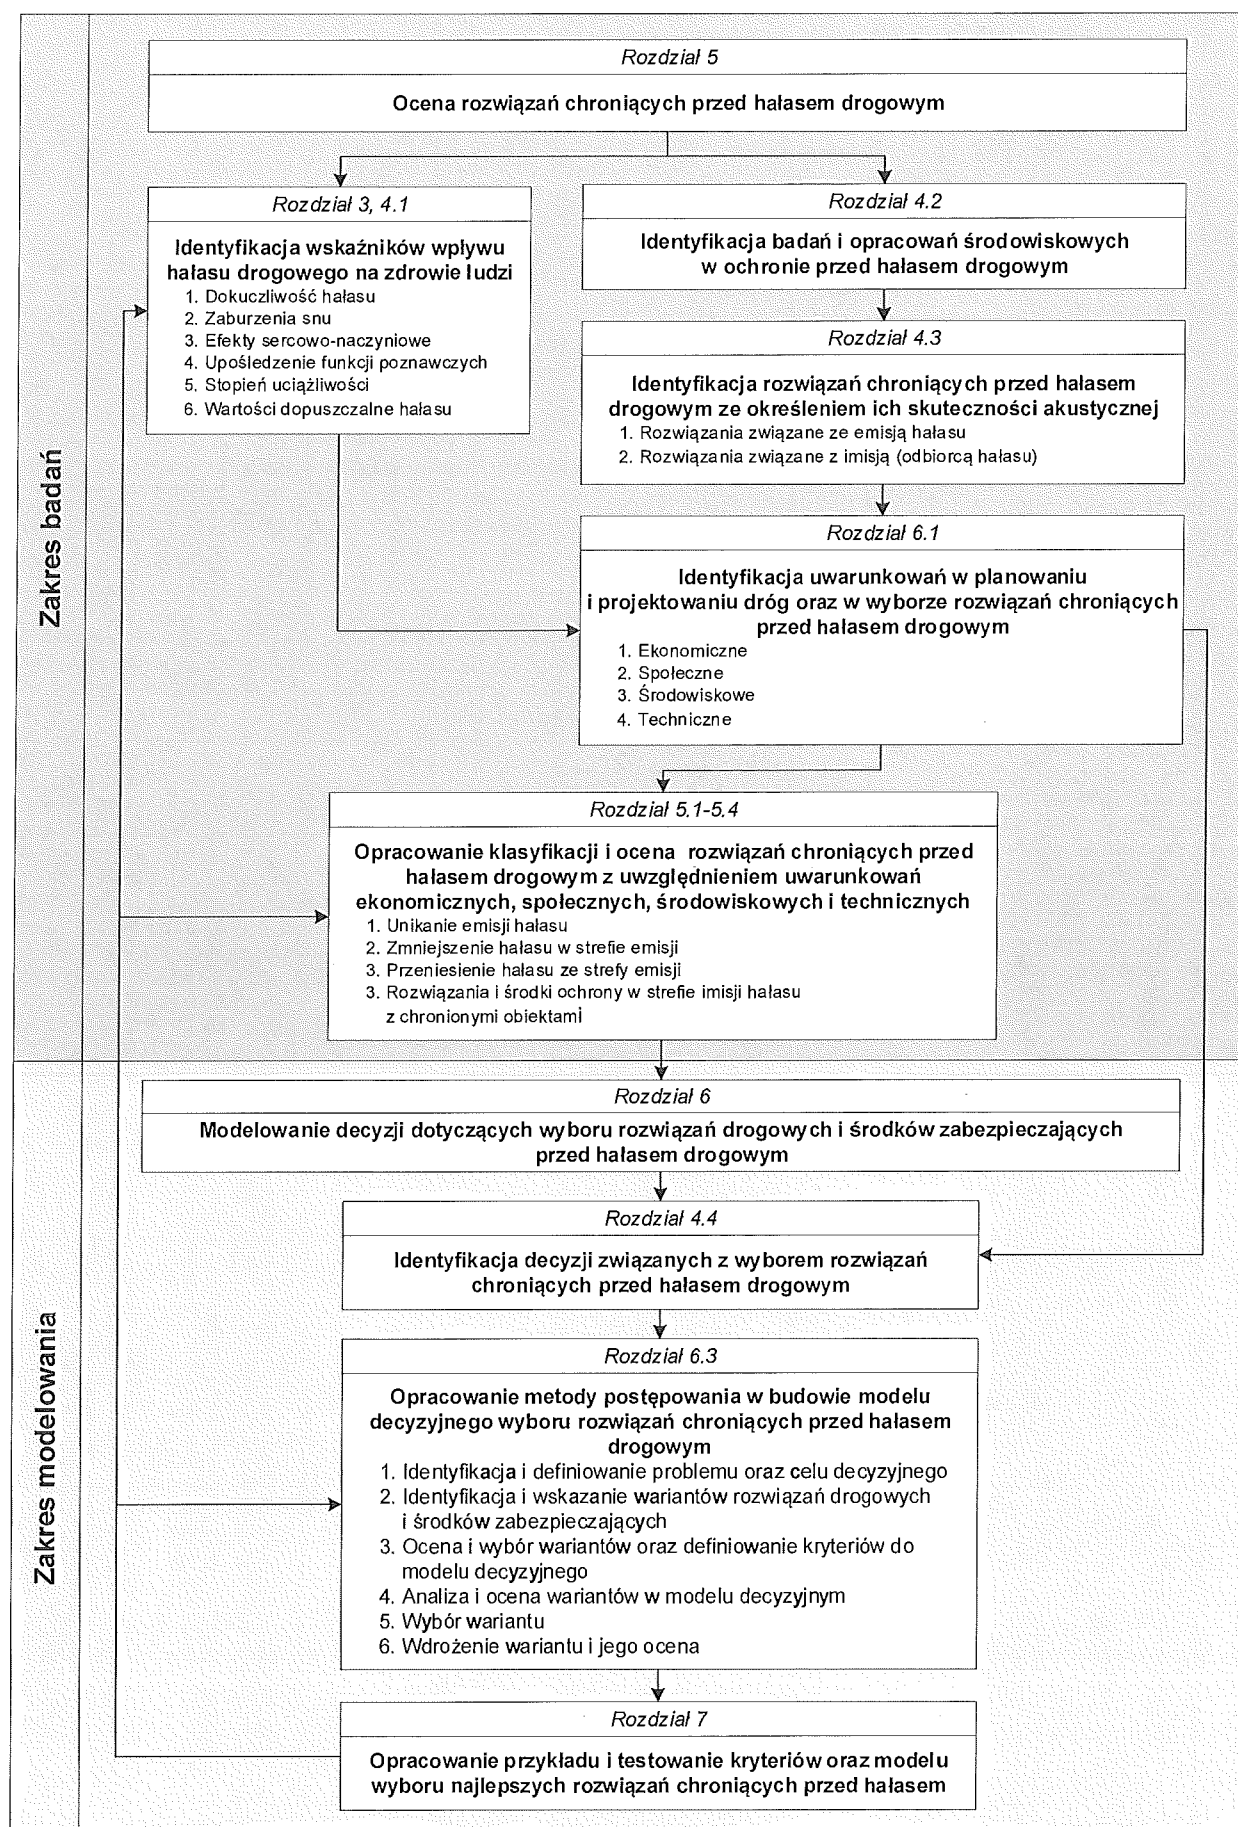 Zakres badań
Rozdział 5
Ocena rozwiązań chroniących przed hałasem drogowym
Rozdział 3, 4.1
Identyfikacja wskaźników wpływu
hałasu drogowego na zdrowie ludzi
1. Dokuczliwość hałasu
2. Zaburzenia snu
3. Efekty sercowo-naczyniowe
4. Upośledzenie funkcji poznawczych
5. Stopień uciążliwości
6. Wartości dopuszczalne hałasu
Rozdział 4.2
Identyfikacja badań i opracowań środowiskowych
w ochronie przed hałasem drogowym
Rozdział 4.3
Identyfikacja rozwiązań chroniących przed hałasem
drogowym ze określeniem ich skuteczności akustycznej
1. Rozwiązania związane ze emisją hałasu
2. Rozwiązania związane z imisją (odbiorcą hałasu)
Rozdział 6.1
Identyfikacja uwarunkowań w planowaniu
i projektowaniu dróg oraz w wyborze rozwiązań chroniących
przed hałasem drogowym
1. Ekonomiczne
2. Społeczne
3. Środowiskowe
4. Techniczne
Rozdział 5.1-5.4
Opracowanie klasyfikacji i ocena rozwiązań chroniących przed
hałasem drogowym z uwzględnieniem uwarunkowań
ekonomicznych, społecznych, środowiskowych i technicznych
1. Unikanie emisji hałasu
2. Zmniejszenie hałasu w strefie emisji
3. Przeniesienie hałasu ze strefy emisji
3. Rozwiązania i środki ochrony w strefie imisji hałasu
z chronionymi obiektami
Zakres modelowania
Rozdział 6
Modelowanie decyzji dotyczących wyboru rozwiązań drogowych i środków zabezpieczających
przed hałasem drogowym
Rozdział 4.4
Identyfikacja decyzji związanych z wyborem rozwiązań
chroniących przed hałasem drogowym
Rozdział 6.3
Opracowanie metody postępowania w budowie modelu
decyzyjnego wyboru rozwiązań chroniących przed hałasem
drogowym
1. Identyfikacja i definiowanie problemu oraz celu decyzyjnego
2. Identyfikacja i wskazanie wariantów rozwiązań drogowych
i środków zabezpieczających
3. Ocena i wybór wariantów oraz definiowanie kryteriów do
modelu decyzyjnego
4. Analiza i ocena wariantów w modelu decyzyjnym
5. Wybór wariantu
6. Wdrożenie wariantu i jego ocena
Rozdział 7
Opracowanie przykładu i testowanie kryteriów oraz modelu
wyboru najlepszych rozwiązań chroniących przed hałasem